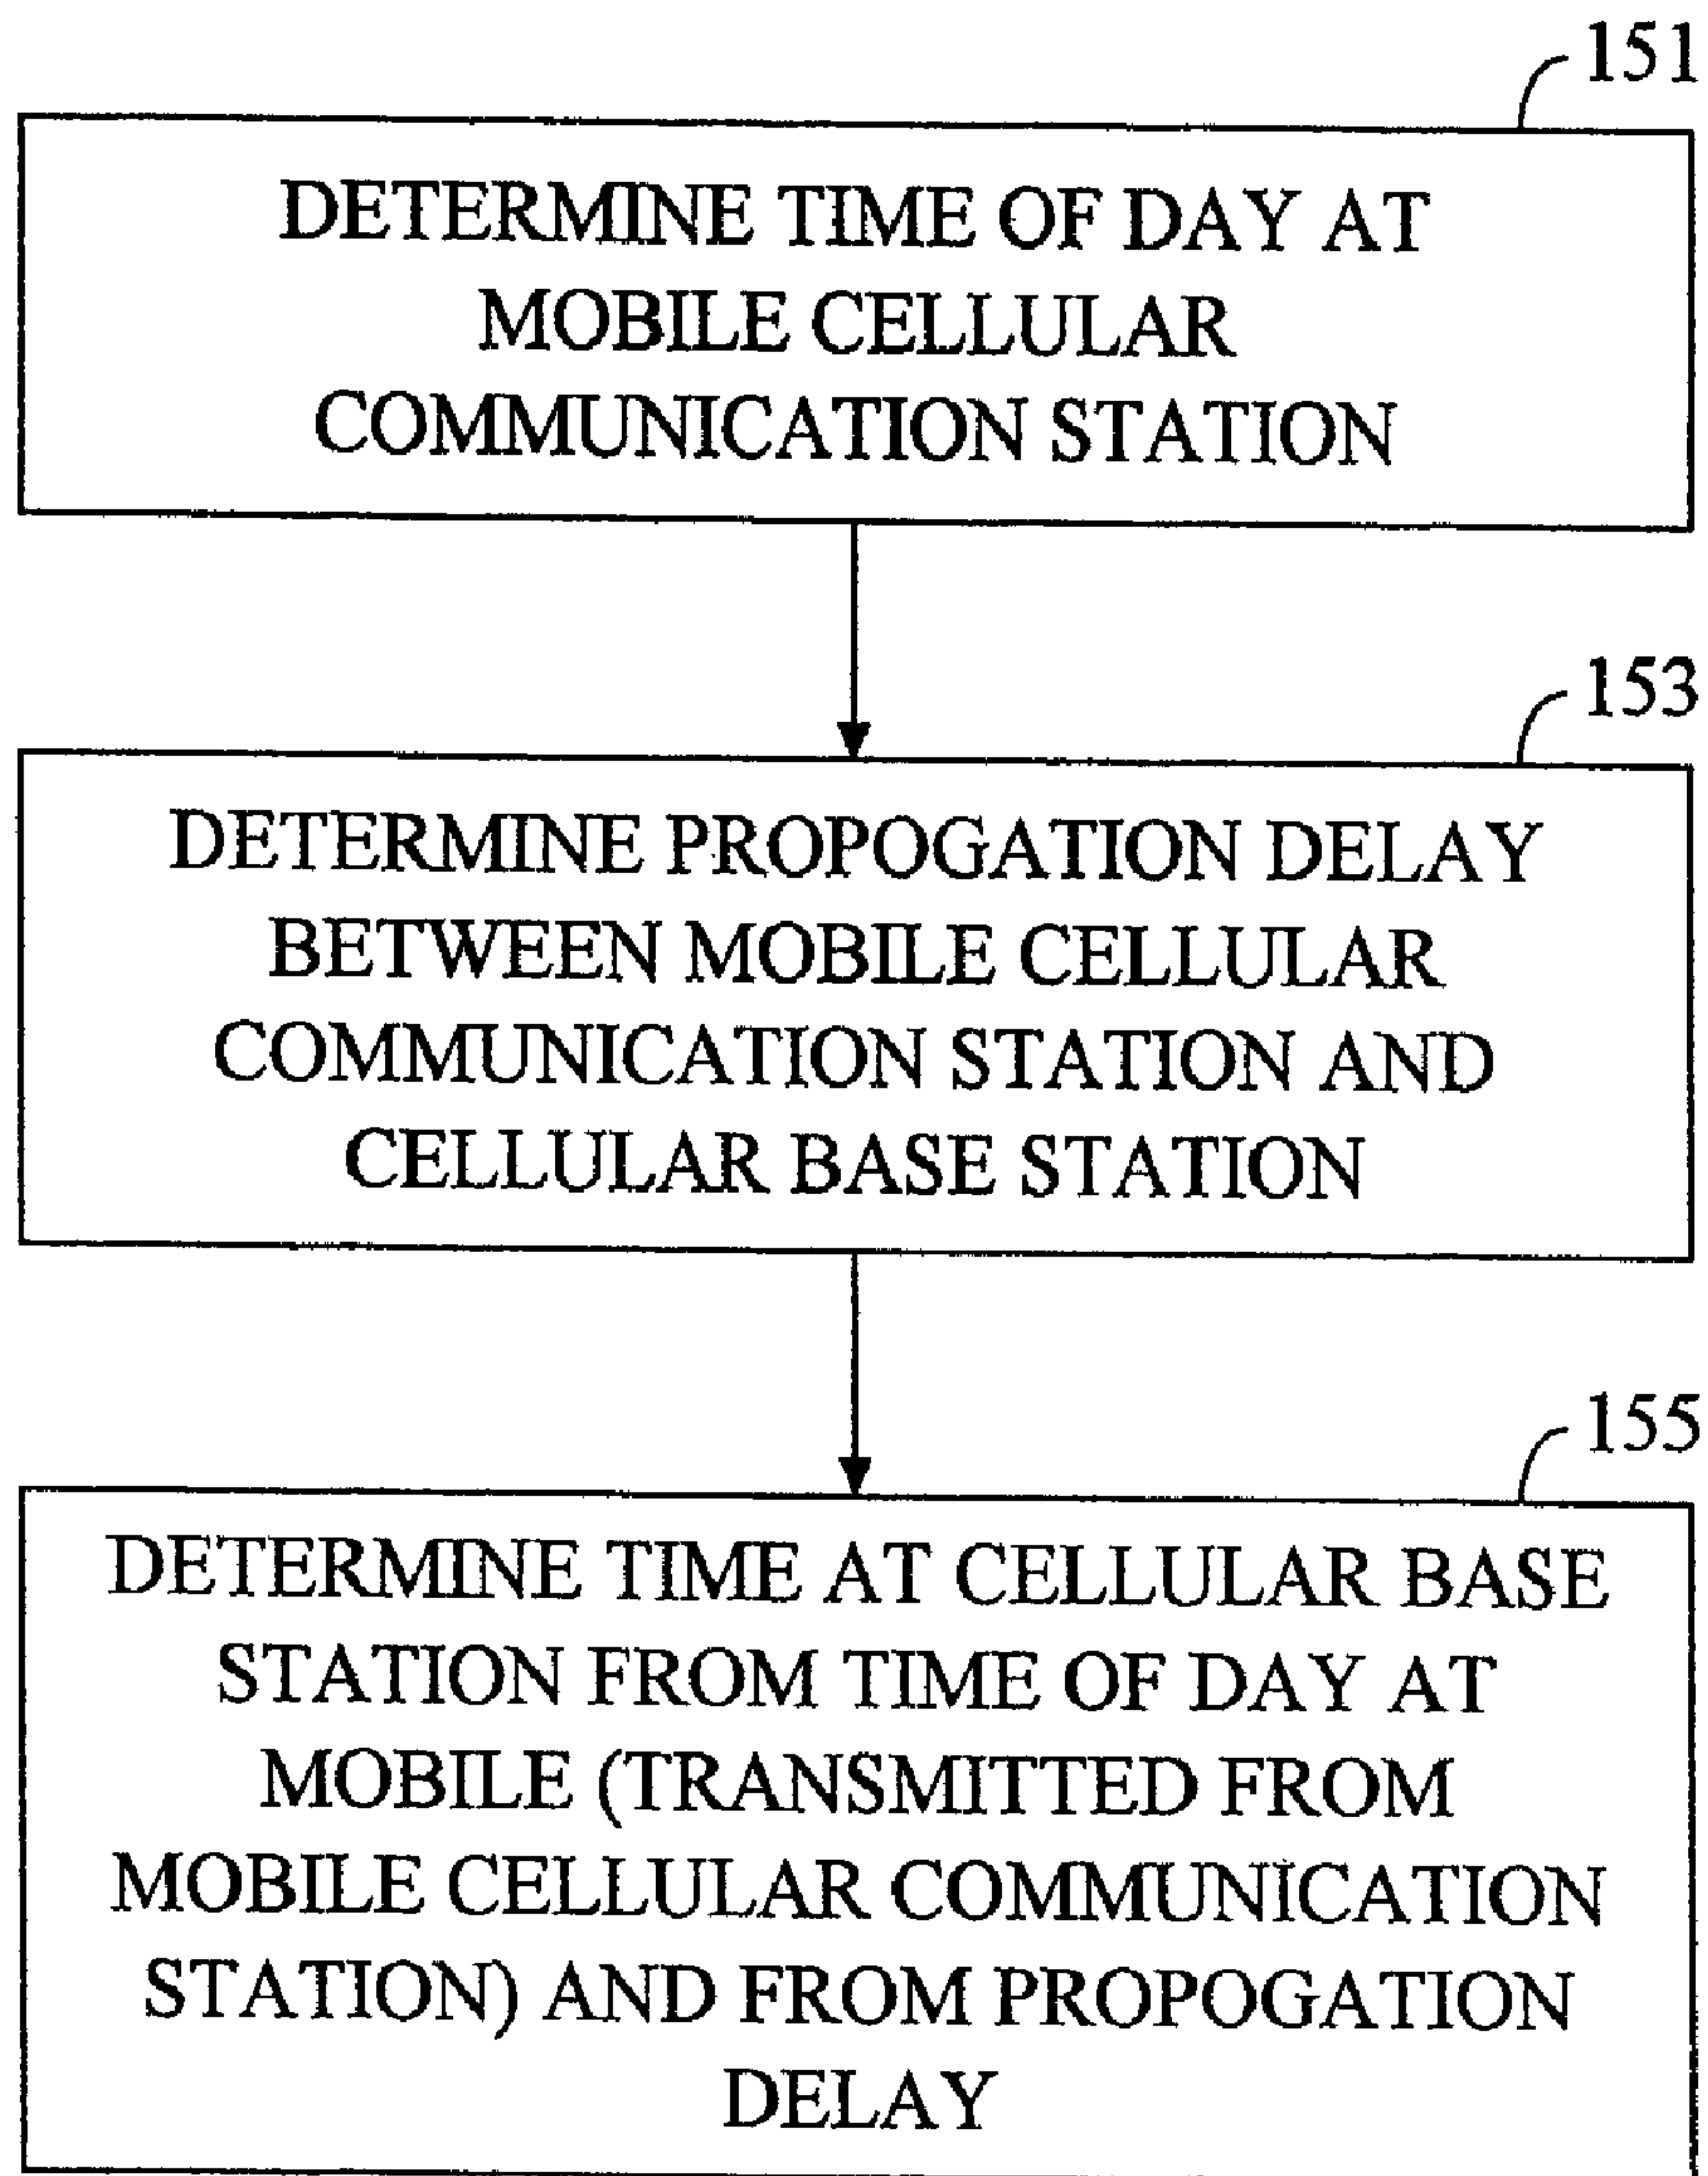 151
DETERMINE TIME OF DAY AT
MOBILE CELLULAR
COMMUNICATION STATION
153
DETERMINE PROPOGATION DELAY
BETWEEN MOBILE CELLULAR
COMMUNICATION STATION AND
CELLULAR BASE STATION
155
DETERMINE TIME AT CELLULAR BASE
STATION FROM TIME OF DAY AT
MOBILE (TRANSMITTED FROM
MOBILE CELLULAR COMMUNICATION
STATION) AND FROM PROPOGATION
DELAY